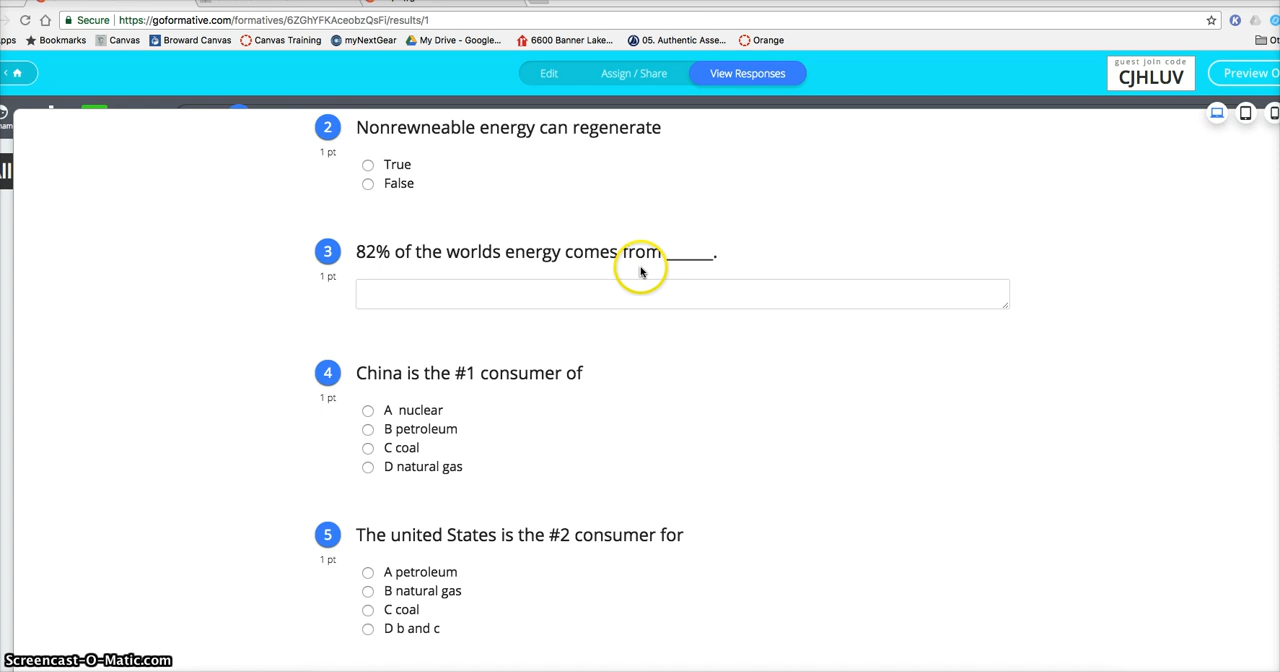 Secure https://goformative.com/formatives/6ZGhYFKAceobzQsFi/results/1
pps Bookmarks Canvas Broward Canvas Canvas Training myNextGear My Drive - Google... 6600 Banner Lake... 05. Authentic Asse... Orange Ot
Edit Assign / Share View Responses guest join code
CJHLUV Preview O
2 Nonrewneable energy can regenerate
1 pt
True
False
3 82% of the worlds energy comes from ______.
1 pt
4 China is the #1 consumer of
1 pt
A nuclear
B petroleum
C coal
D natural gas
5 The united States is the #2 consumer for
1 pt
A petroleum
B natural gas
C coal
D b and c
Screencast-O-Matic.com